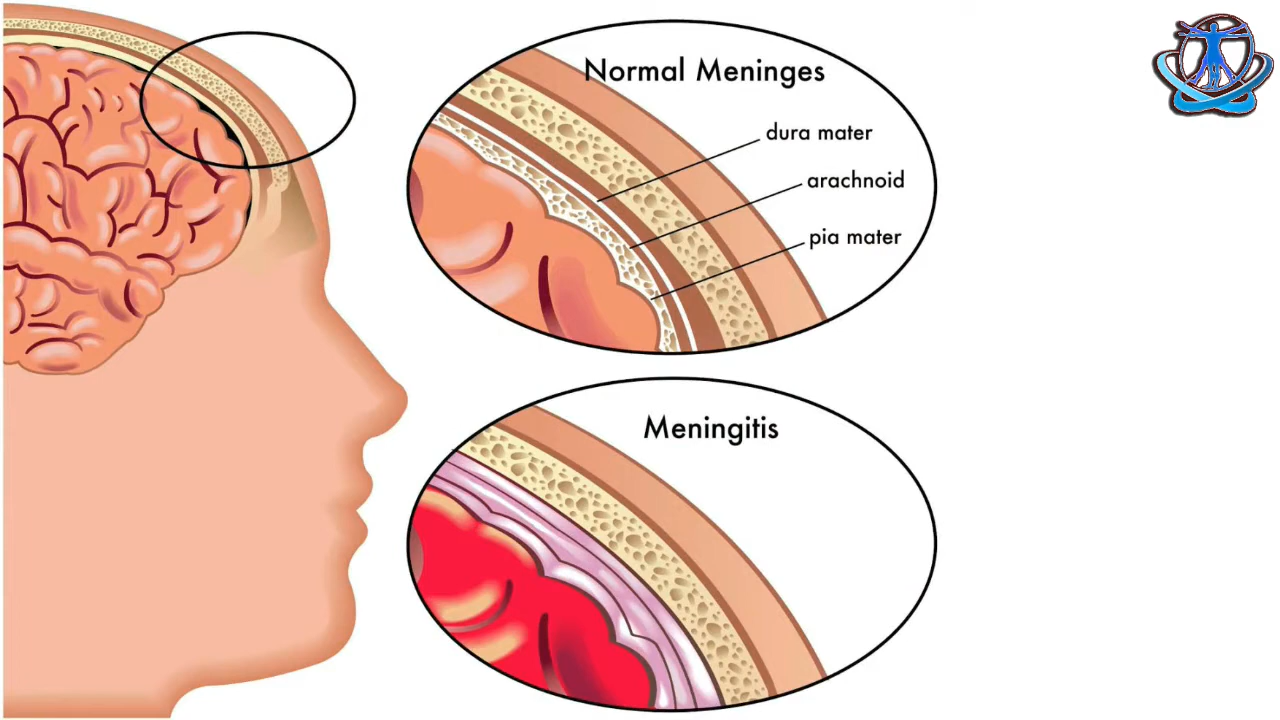 Normal Meninges
dura mater
arachnoid
pia mater
Meningitis